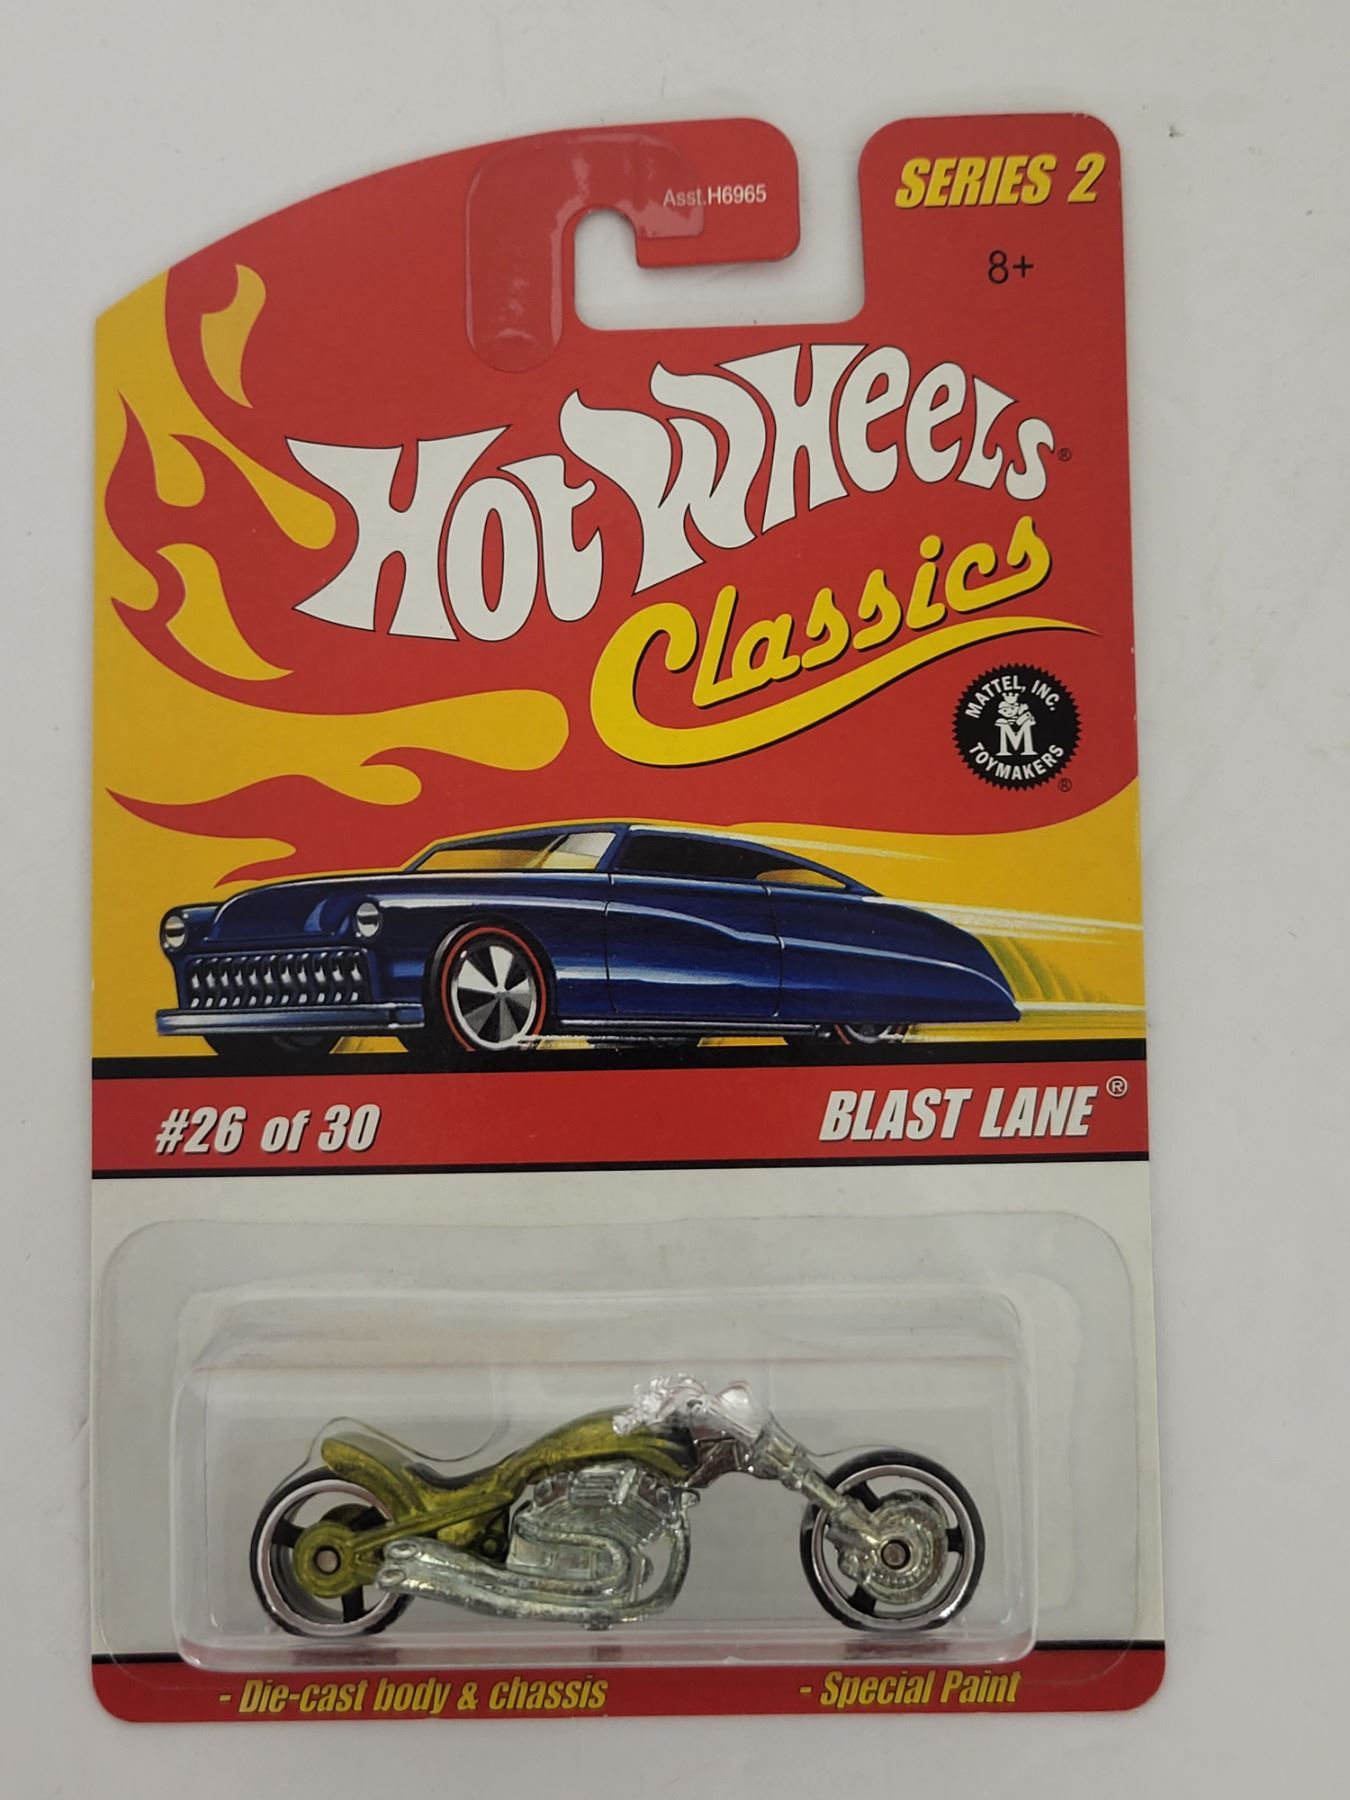 Asst.H6965
SERIES 2
8+
HOT WHEELS®
Classics
MATTEL, INC.
M
TOYMAKERS
®
#26 of 30
BLAST LANE®
- Die-cast body & chassis
- Special Paint